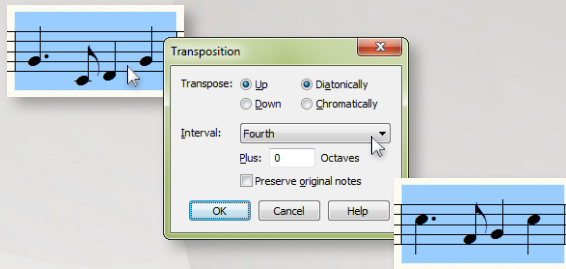 Transposition
Transpose: Up Diatonically
Down Chromatically
Interval: Fourth
Plus: 0 Octaves
Preserve original notes
OK Cancel Help